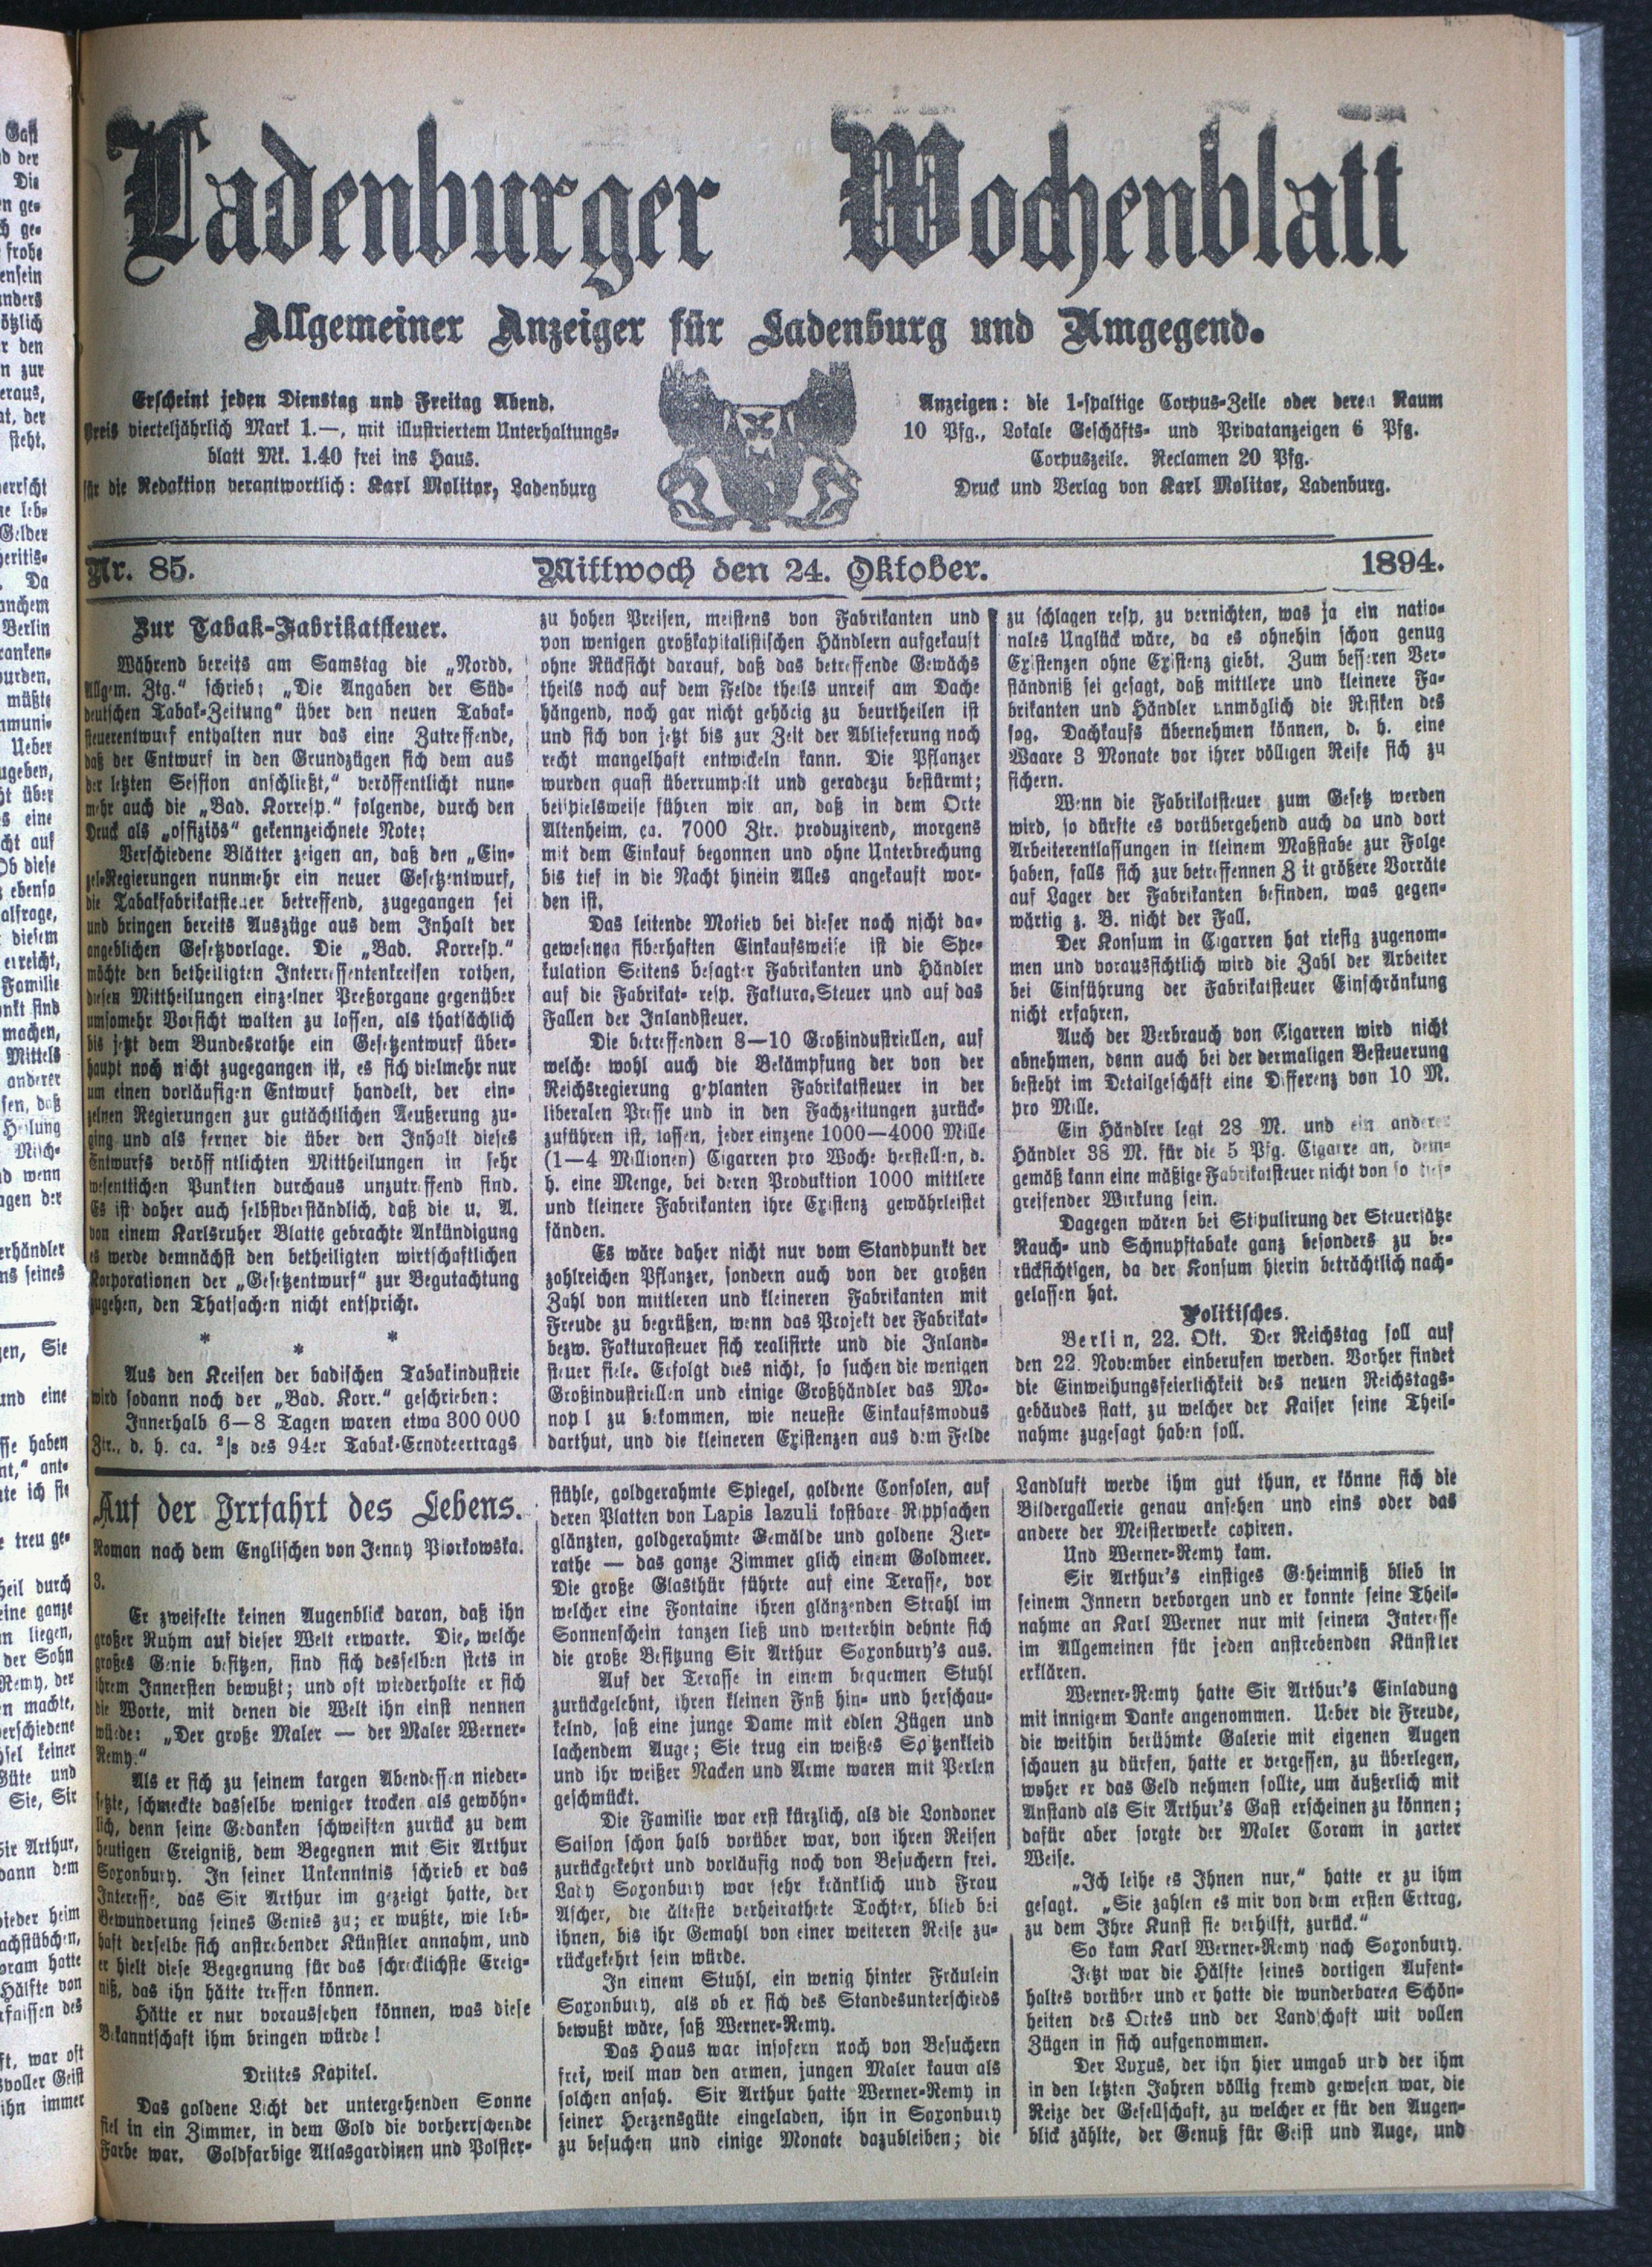 Ladenburger Wochenblatt
Allgemeiner Anzeiger für Ladenburg und Umgegend.
Erscheint jeden Dienstag und Freitag Abend.
Preis vierteljährlich Mark 1.—, mit illustriertem Unterhaltungs-
blatt Mk. 1.40 frei ins Haus.
für die Redaktion verantwortlich: Karl Molitor, Ladenburg
Anzeigen: die 1-spaltige Corpus-Zeile oder deren Raum
10 Pfg., Lokale Geschäfts- und Privatanzeigen 6 Pfg.
Corpuszeile. Reclamen 20 Pfg.
Druck und Verlag von Karl Molitor, Ladenburg.
Nr. 85. Mittwoch den 24. Oktober. 1894.
Zur Tabak-Fabrikatsteuer.
Während bereits am Samstag die „Nordd.
Allgem. Ztg.“ schrieb: „Die Angaben der Süd-
deutschen Tabak-Zeitung“ über den neuen Tabak-
steuerentwurf enthalten nur das eine Zutreffende,
daß der Entwurf in den Grundzügen sich dem aus
der letzten Session anschließt,“ veröffentlicht nun-
mehr auch die „Bad. Korresp.“ folgende, durch den
Druck als „offiziös“ gekennzeichnete Note:
Verschiedene Blätter zeigen an, daß den „Ein-
zel-Regierungen nunmehr ein neuer Gesetzentwurf,
die Tabakfabrikatsteuer betreffend, zugegangen sei
und bringen bereits Auszüge aus dem Inhalt der
angeblichen Gesetzvorlage. Die „Bad. Korresp.“
möchte den betheiligten Interessentenkreisen rathen,
diesen Mittheilungen einzelner Preßorgane gegenüber
umsomehr Vorsicht walten zu lassen, als thatsächlich
bis jetzt dem Bundesrathe ein Gesetzentwurf über-
haupt noch nicht zugegangen ist, es sich vielmehr nur
um einen vorläufigen Entwurf handelt, der ein-
zelnen Regierungen zur gutächtlichen Aeußerung zu-
ging und als ferner die über den Inhalt dieses
Entwurfs veröff ntlichten Mittheilungen in sehr
wesentlichen Punkten durchaus unzutreffend sind.
Es ist daher auch selbstverständlich, daß die u. A.
von einem Karlsruher Blatte gebrachte Ankündigung
es werde demnächst den betheiligten wirtschaftlichen
Korporationen der „Gesetzentwurf“ zur Begutachtung
zugehen, den Thatsachen nicht entspricht.
* * *
Aus den Kreisen der badischen Tabakindustrie
wird sodann noch der „Bad. Korr.“ geschrieben:
Innerhalb 6—8 Tagen waren etwa 300 000
Ztr., d. h. ca. ²/₃ des 94er Tabak-Erndteertrags
zu hohen Preisen, meistens von Fabrikanten und
von wenigen großkapitalistischen Händlern aufgekauft
ohne Rücksicht darauf, daß das betreffende Gewächs
theils noch auf dem Felde theils unreif am Dache
hängend, noch gar nicht gehörig zu beurtheilen ist
und sich von jetzt bis zur Zeit der Ablieferung noch
recht mangelhaft entwickeln kann. Die Pflanzer
wurden quasi überrumpelt und geradezu bestürmt;
beispielsweise führen wir an, daß in dem Orte
Altenheim, ca. 7000 Ztr. produzirend, morgens
mit dem Einkauf begonnen und ohne Unterbrechung
bis tief in die Nacht hinein Alles angekauft wor-
den ist.
Das leitende Motiev bei dieser noch nicht da-
gewesenen fiberhaften Einkaufsweise ist die Spe-
kulation Seitens besagter Fabrikanten und Händler
auf die Fabrikat- resp. Faktura-Steuer und auf das
Fallen der Inlandsteuer.
Die betreffenden 8—10 Großindustriellen, auf
welche wohl auch die Bekämpfung der von der
Reichsregierung geplanten Fabrikatsteuer in der
liberalen Presse und in den Fachzeitungen zurück-
zuführen ist, lassen, jeder einzene 1000—4000 Mille
(1—4 Millionen) Cigarren pro Woche herstellen, d.
h. eine Menge, bei deren Produktion 1000 mittlere
und kleinere Fabrikanten ihre Existenz gewährleistet
fänden.
Es wäre daher nicht nur vom Standpunkt der
zahlreichen Pflanzer, sondern auch von der großen
Zahl von mittleren und kleineren Fabrikanten mit
Freude zu begrüßen, wenn das Projekt der Fabrikat-
bezw. Fakturasteuer sich realisirte und die Inland-
steuer fiele. Erfolgt dies nicht, so suchen die wenigen
Großindustriellen und einige Großhändler das Mo-
nop l zu bekommen, wie neueste Einkaufsmodus
darthut, und die kleineren Existenzen aus dem Felde
zu schlagen resp. zu vernichten, was ja ein natio-
nales Unglück wäre, da es ohnehin schon genug
Existenzen ohne Existenz giebt. Zum besseren Ver-
ständniß sei gesagt, daß mittlere und kleinere Fa-
brikanten und Händler unmöglich die Risiken des
sog. Dachkaufs übernehmen können, d. h. eine
Waare 3 Monate vor ihrer völligen Reife sich zu
sichern.
Wenn die Fabrikatsteuer zum Gesetz werden
wird, so dürfte es vorübergehend auch da und dort
Arbeiterentlassungen in kleinem Maßstabe zur Folge
haben, falls sich zur betreffennen Z it größere Vorräte
auf Lager der Fabrikanten befinden, was gegen-
wärtig z. B. nicht der Fall.
Der Konsum in Cigarren hat riesig zugenom-
men und voraussichtlich wird die Zahl der Arbeiter
bei Einführung der Fabrikatsteuer Einschränkung
nicht erfahren.
Auch der Verbrauch von Cigarren wird nicht
abnehmen, denn auch bei der dermaligen Besteuerung
besteht im Detailgeschäft eine Differenz von 10 M.
pro Mille.
Ein Händler legt 28 M. und ein anderer
Händler 38 M. für die 5 Pfg. Cigarre an, dem-
gemäß kann eine mäßige Fabrikatsteuer nicht von so tief-
greifender Wirkung sein.
Dagegen wären bei Stipulirung der Steuersätze
Rauch- und Schnupftabake ganz besonders zu be-
rücksichtigen, da der Konsum hierin beträchtlich nach-
gelassen hat.
Politisches.
Berlin, 22. Okt. Der Reichstag soll auf
den 22. November einberufen werden. Vorher findet
die Einweihungsfeierlichkeit des neuen Reichstags-
gebäudes statt, zu welcher der Kaiser seine Theil-
nahme zugesagt haben soll.
Auf der Irrfahrt des Lebens.
Roman nach dem Englischen von Jenny Piorkowska.
3.
Er zweifelte keinen Augenblick daran, daß ihn
großer Ruhm auf dieser Welt erwarte. Die, welche
großes Genie besitzen, sind sich desselben stets in
ihrem Innersten bewußt; und oft wiederholte er sich
die Worte, mit denen die Welt ihn einst nennen
würde: „Der große Maler — der Maler Werner-
Remy.“
Als er sich zu seinem kargen Abendessen nieder-
setzte, schmeckte dasselbe weniger trocken als gewöhn-
lich, denn seine Gedanken schweiften zurück zu dem
heutigen Ereigniß, dem Begegnen mit Sir Arthur
Saxonbury. In seiner Unkenntnis schrieb er das
Interesse, das Sir Arthur im gezeigt hatte, der
Bewunderung seines Genies zu; er wußte, wie leb-
haft derselbe sich anstrebender Künstler annahm, und
er hielt diese Begegnung für das schrecklichste Ereig-
niß, das ihn hätte treffen können.
Hätte er nur voraussehen können, was diese
Bekanntschaft ihm bringen würde!
Drittes Kapitel.
Das goldene Licht der untergehenden Sonne
fiel in ein Zimmer, in dem Gold die vorherrschende
Farbe war. Goldfarbige Atlasgardinen und Polster-
stühle, goldgerahmte Spiegel, goldene Consolen, auf
deren Platten von Lapis lazuli kostbare Nippsachen
glänzten, goldgerahmte Gemälde und goldene Zier-
rathe — das ganze Zimmer glich einem Goldmeer.
Die große Glasthür führte auf eine Terasse, vor
welcher eine Fontaine ihren glänzenden Strahl im
Sonnenschein tanzen ließ und weiterhin dehnte sich
die große Besitzung Sir Arthur Saxonbury's aus.
Auf der Terasse in einem bequemen Stuhl
zurückgelehnt, ihren kleinen Fuß hin- und herschau-
kelnd, saß eine junge Dame mit edlen Zügen und
lachendem Auge; Sie trug ein weißes Spitzenkleid
und ihr weißer Nacken und Arme waren mit Perlen
geschmückt.
Die Familie war erst kürzlich, als die Londoner
Saison schon halb vorüber war, von ihren Reisen
zurückgekehrt und vorläufig noch von Besuchern frei.
Lady Saxonbury war sehr kränklich und Frau
Ascher, die älteste verheirathete Tochter, blieb bei
ihnen, bis ihr Gemahl von einer weiteren Reise zu-
rückgekehrt sein würde.
In einem Stuhl, ein wenig hinter Fräulein
Saxonbury, als ob er sich des Standesunterschieds
bewußt wäre, saß Werner-Remy.
Das Haus war insofern noch von Besuchern
frei, weil man den armen, jungen Maler kaum als
solchen ansah. Sir Arthur hatte Werner-Remy in
seiner Herzensgüte eingeladen, ihn in Saxonbury
zu besuchen und einige Monate dazubleiben; die
Landluft werde ihm gut thun, er könne sich die
Bildergallerie genau ansehen und eins oder das
andere der Meisterwerke copiren.
Und Werner-Remy kam.
Sir Arthur's einstiges Geheimniß blieb in
seinem Innern verborgen und er konnte seine Theil-
nahme an Karl Werner nur mit seinem Interesse
im Allgemeinen für jeden anstrebenden Künstler
erklären.
Werner-Remy hatte Sir Arthur's Einladung
mit innigem Danke angenommen. Ueber die Freude,
die weithin berühmte Galerie mit eigenen Augen
schauen zu dürfen, hatte er vergessen, zu überlegen,
woher er das Geld nehmen sollte, um äußerlich mit
Anstand als Sir Arthur's Gast erscheinen zu können;
dafür aber sorgte der Maler Coram in zarter
Weise.
„Ich leihe es Ihnen nur,“ hatte er zu ihm
gesagt. „Sie zahlen es mir von dem ersten Ertrag,
zu dem Ihre Kunst sie verhilft, zurück.“
So kam Karl Werner-Remy nach Saxonbury.
Jetzt war die Hälfte seines dortigen Aufent-
haltes vorüber und er hatte die wunderbaren Schön-
heiten des Ortes und der Landschaft mit vollen
Zügen in sich aufgenommen.
Der Luxus, der ihn hier umgab und der ihm
in den letzten Jahren völlig fremd gewesen war, die
Reize der Gesellschaft, zu welcher er für den Augen-
blick zählte, der Genuß für Geist und Auge, und